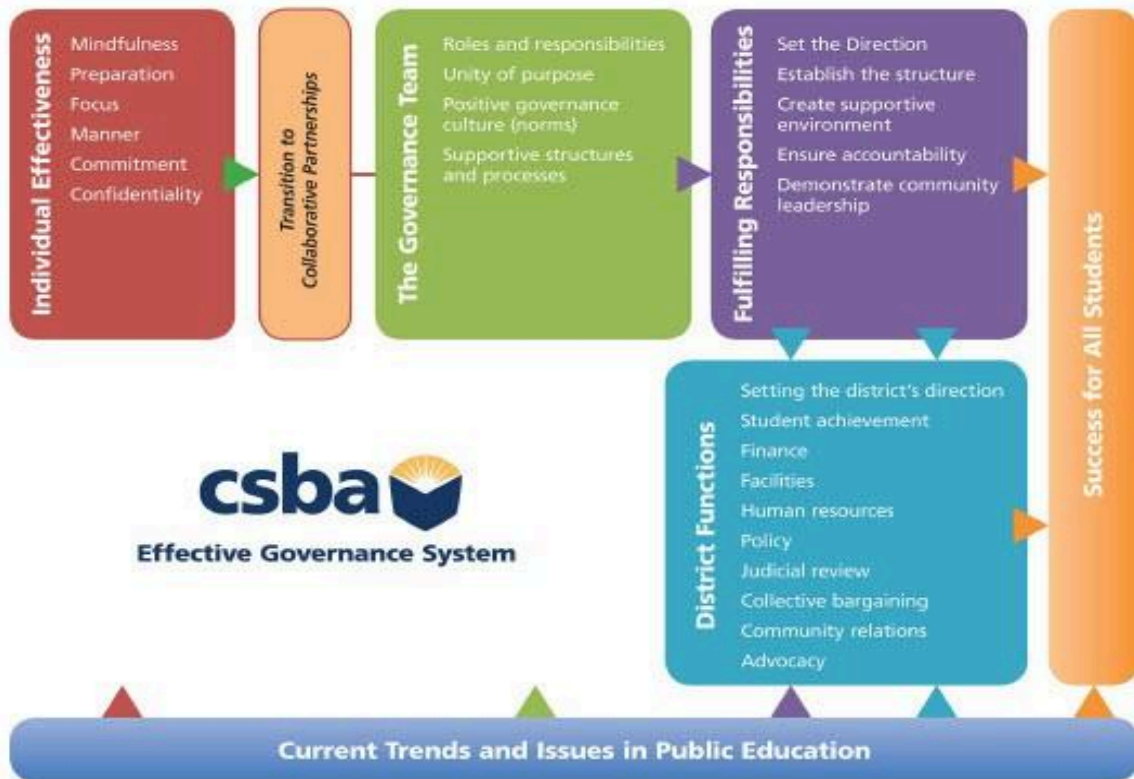 Individual Effectiveness
Mindfulness
Preparation
Focus
Manner
Commitment
Confidentiality
Transition to
Collaborative Partnerships
The Governance Team
Roles and responsibilities
Unity of purpose
Positive governance
culture (norms)
Supportive structures
and processes
Fulfilling Responsibilities
Set the Direction
Establish the structure
Create supportive
environment
Ensure accountability
Demonstrate community
leadership
Success for All Students
District Functions
Setting the district's direction
Student achievement
Finance
Facilities
Human resources
Policy
Judicial review
Collective bargaining
Community relations
Advocacy
csba
Effective Governance System
Current Trends and Issues in Public Education